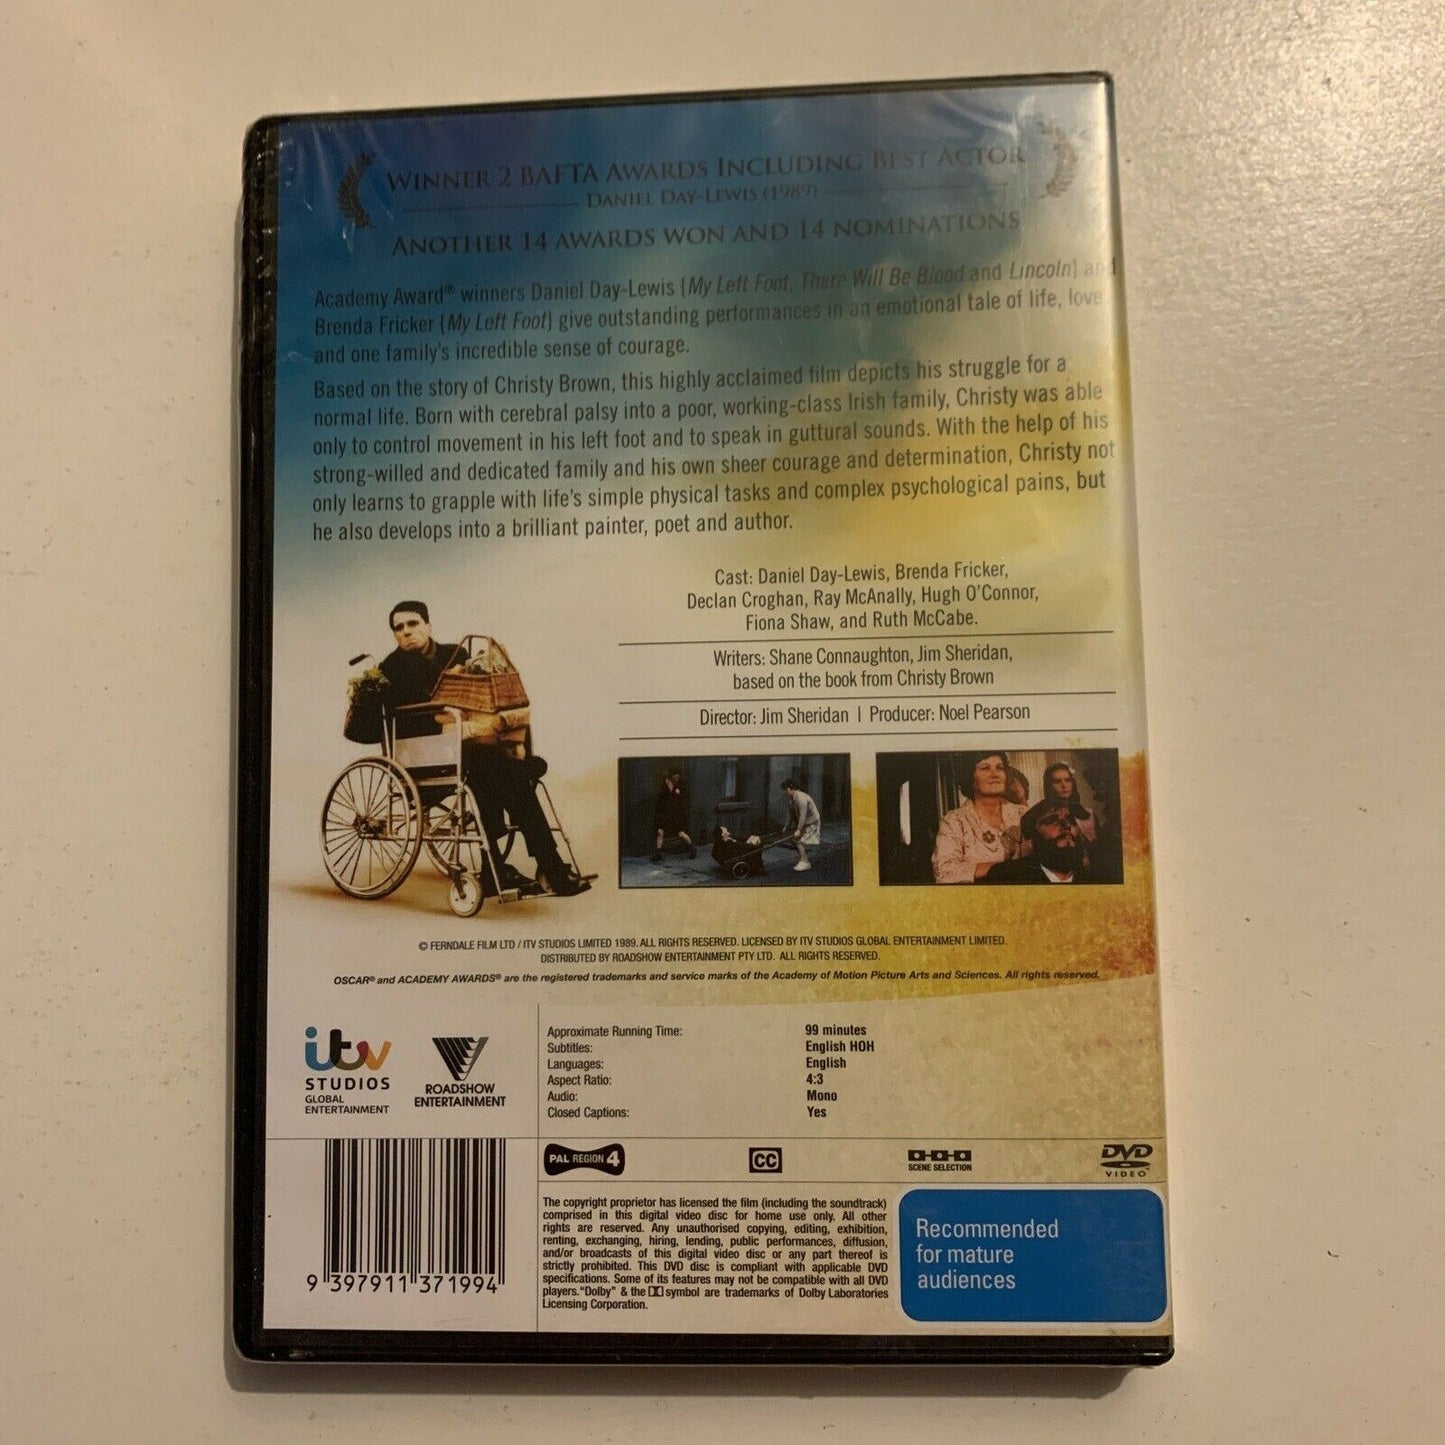 WINNER 2 BAFTA AWARDS INCLUDING BEST ACTOR
DANIEL DAY-LEWIS (1989)
ANOTHER 14 AWARDS WON AND 14 NOMINATIONS
Academy Award® winners Daniel Day-Lewis (My Left Foot, There Will Be Blood and Lincoln) and
Brenda Fricker (My Left Foot) give outstanding performances in an emotional tale of life, love
and one family's incredible sense of courage.
Based on the story of Christy Brown, this highly acclaimed film depicts his struggle for a
normal life. Born with cerebral palsy into a poor, working-class Irish family, Christy was able
only to control movement in his left foot and to speak in guttural sounds. With the help of his
strong-willed and dedicated family and his own sheer courage and determination, Christy not
only learns to grapple with life's simple physical tasks and complex psychological pains, but
he also develops into a brilliant painter, poet and author.
Cast: Daniel Day-Lewis, Brenda Fricker,
Declan Croghan, Ray McAnally, Hugh O'Connor,
Fiona Shaw, and Ruth McCabe.
Writers: Shane Connaughton, Jim Sheridan,
based on the book from Christy Brown
Director: Jim Sheridan | Producer: Noel Pearson
© FERNDALE FILM LTD / ITV STUDIOS LIMITED 1989. ALL RIGHTS RESERVED. LICENSED BY ITV STUDIOS GLOBAL ENTERTAINMENT LIMITED.
DISTRIBUTED BY ROADSHOW ENTERTAINMENT PTY LTD. ALL RIGHTS RESERVED.
OSCAR® and ACADEMY AWARDS® are the registered trademarks and service marks of the Academy of Motion Picture Arts and Sciences. All rights reserved.
itv
STUDIOS
GLOBAL
ENTERTAINMENT
ROADSHOW
ENTERTAINMENT
Approximate Running Time: 99 minutes
Subtitles: English HOH
Languages: English
Aspect Ratio: 4:3
Audio: Mono
Closed Captions: Yes
PAL REGION 4
CC
SCENE SELECTION
DVD
VIDEO
9 397911 371994
The copyright proprietor has licensed the film (including the soundtrack)
comprised in this digital video disc for home use only. All other
rights are reserved. Any unauthorised copying, editing, exhibition,
renting, exchanging, hiring, lending, public performances, diffusion,
and/or broadcasts of this digital video disc or any part thereof is
strictly prohibited. This DVD disc is compliant with applicable DVD
specifications. Some of its features may not be compatible with all DVD
players. "Dolby" & the symbol are trademarks of Dolby Laboratories
Licensing Corporation.
Recommended
for mature
audiences